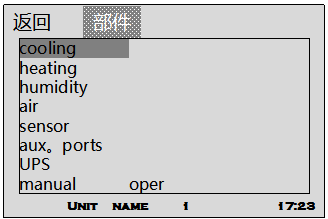 返回 部件
cooling
heating
humidity
air
sensor
aux。ports
UPS
manual oper
UNIT NAME 1 17:23